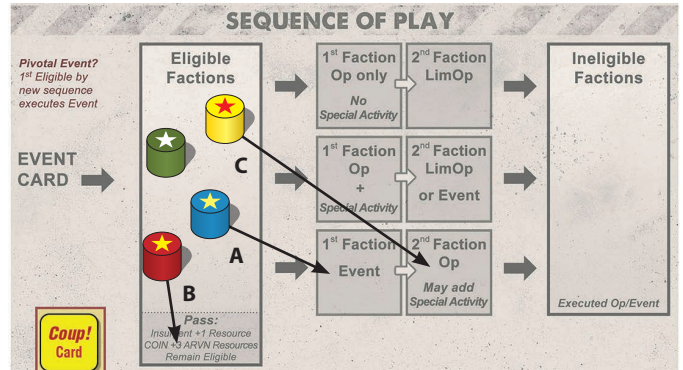 SEQUENCE OF PLAY
Pivotal Event?
1st Eligible by
new sequence
executes Event
EVENT
CARD
Eligible
Factions
C
A
B
Pass:
Insurgent +1 Resource
COIN +3 ARVN Resources
Remain Eligible
1st Faction
Op only
No
Special Activity
2nd Faction
LimOp
1st Faction
Op
+
Special Activity
2nd Faction
LimOp
or Event
1st Faction
Event
2nd Faction
Op
May add
Special Activity
Ineligible
Factions
Executed Op/Event
Coup!
Card